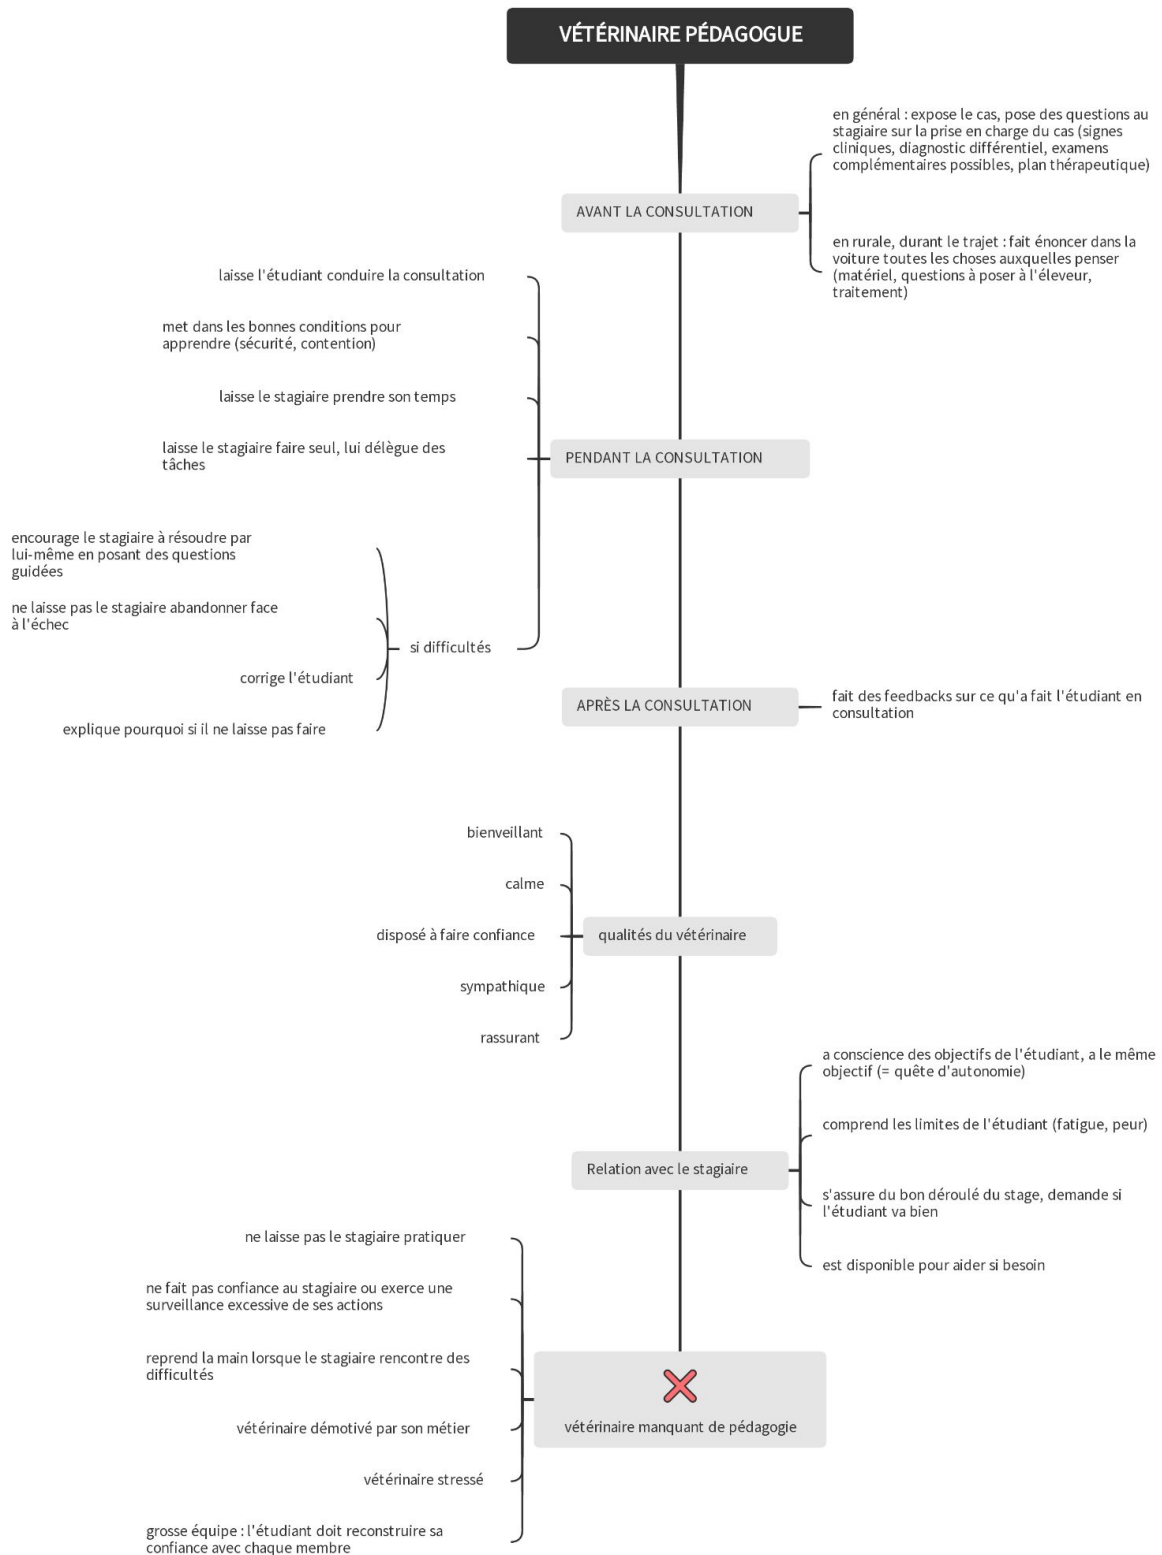 VÉTÉRINAIRE PÉDAGOGUE
AVANT LA CONSULTATION
en général : expose le cas, pose des questions au
stagiaire sur la prise en charge du cas (signes
cliniques, diagnostic différentiel, examens
complémentaires possibles, plan thérapeutique)
en rurale, durant le trajet : fait énoncer dans la
voiture toutes les choses auxquelles penser
(matériel, questions à poser à l'éleveur,
traitement)
PENDANT LA CONSULTATION
laisse l'étudiant conduire la consultation
met dans les bonnes conditions pour
apprendre (sécurité, contention)
laisse le stagiaire prendre son temps
laisse le stagiaire faire seul, lui délègue des
tâches
si difficultés
encourage le stagiaire à résoudre par
lui-même en posant des questions
guidées
ne laisse pas le stagiaire abandonner face
à l'échec
corrige l'étudiant
explique pourquoi si il ne laisse pas faire
APRÈS LA CONSULTATION
fait des feedbacks sur ce qu'a fait l'étudiant en
consultation
qualités du vétérinaire
bienveillant
calme
disposé à faire confiance
sympathique
rassurant
Relation avec le stagiaire
a conscience des objectifs de l'étudiant, a le même
objectif (= quête d'autonomie)
comprend les limites de l'étudiant (fatigue, peur)
s'assure du bon déroulé du stage, demande si
l'étudiant va bien
est disponible pour aider si besoin
vétérinaire manquant de pédagogie
ne laisse pas le stagiaire pratiquer
ne fait pas confiance au stagiaire ou exerce une
surveillance excessive de ses actions
reprend la main lorsque le stagiaire rencontre des
difficultés
vétérinaire démotivé par son métier
vétérinaire stressé
grosse équipe : l'étudiant doit reconstruire sa
confiance avec chaque membre